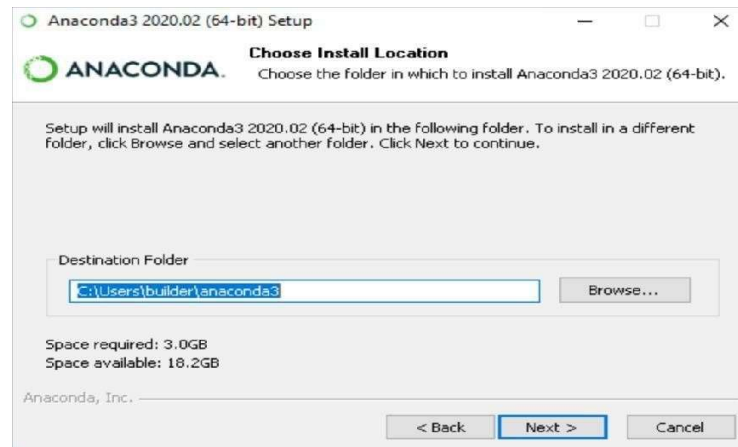 Anaconda3 2020.02 (64-bit) Setup
ANACONDA.
Choose Install Location
Choose the folder in which to install Anaconda3 2020.02 (64-bit).
Setup will install Anaconda3 2020.02 (64-bit) in the following folder. To install in a different
folder, click Browse and select another folder. Click Next to continue.
Destination Folder
C:\Users\builder\anaconda3
Browse...
Space required: 3.0GB
Space available: 18.2GB
Anaconda, Inc.
< Back
Next >
Cancel